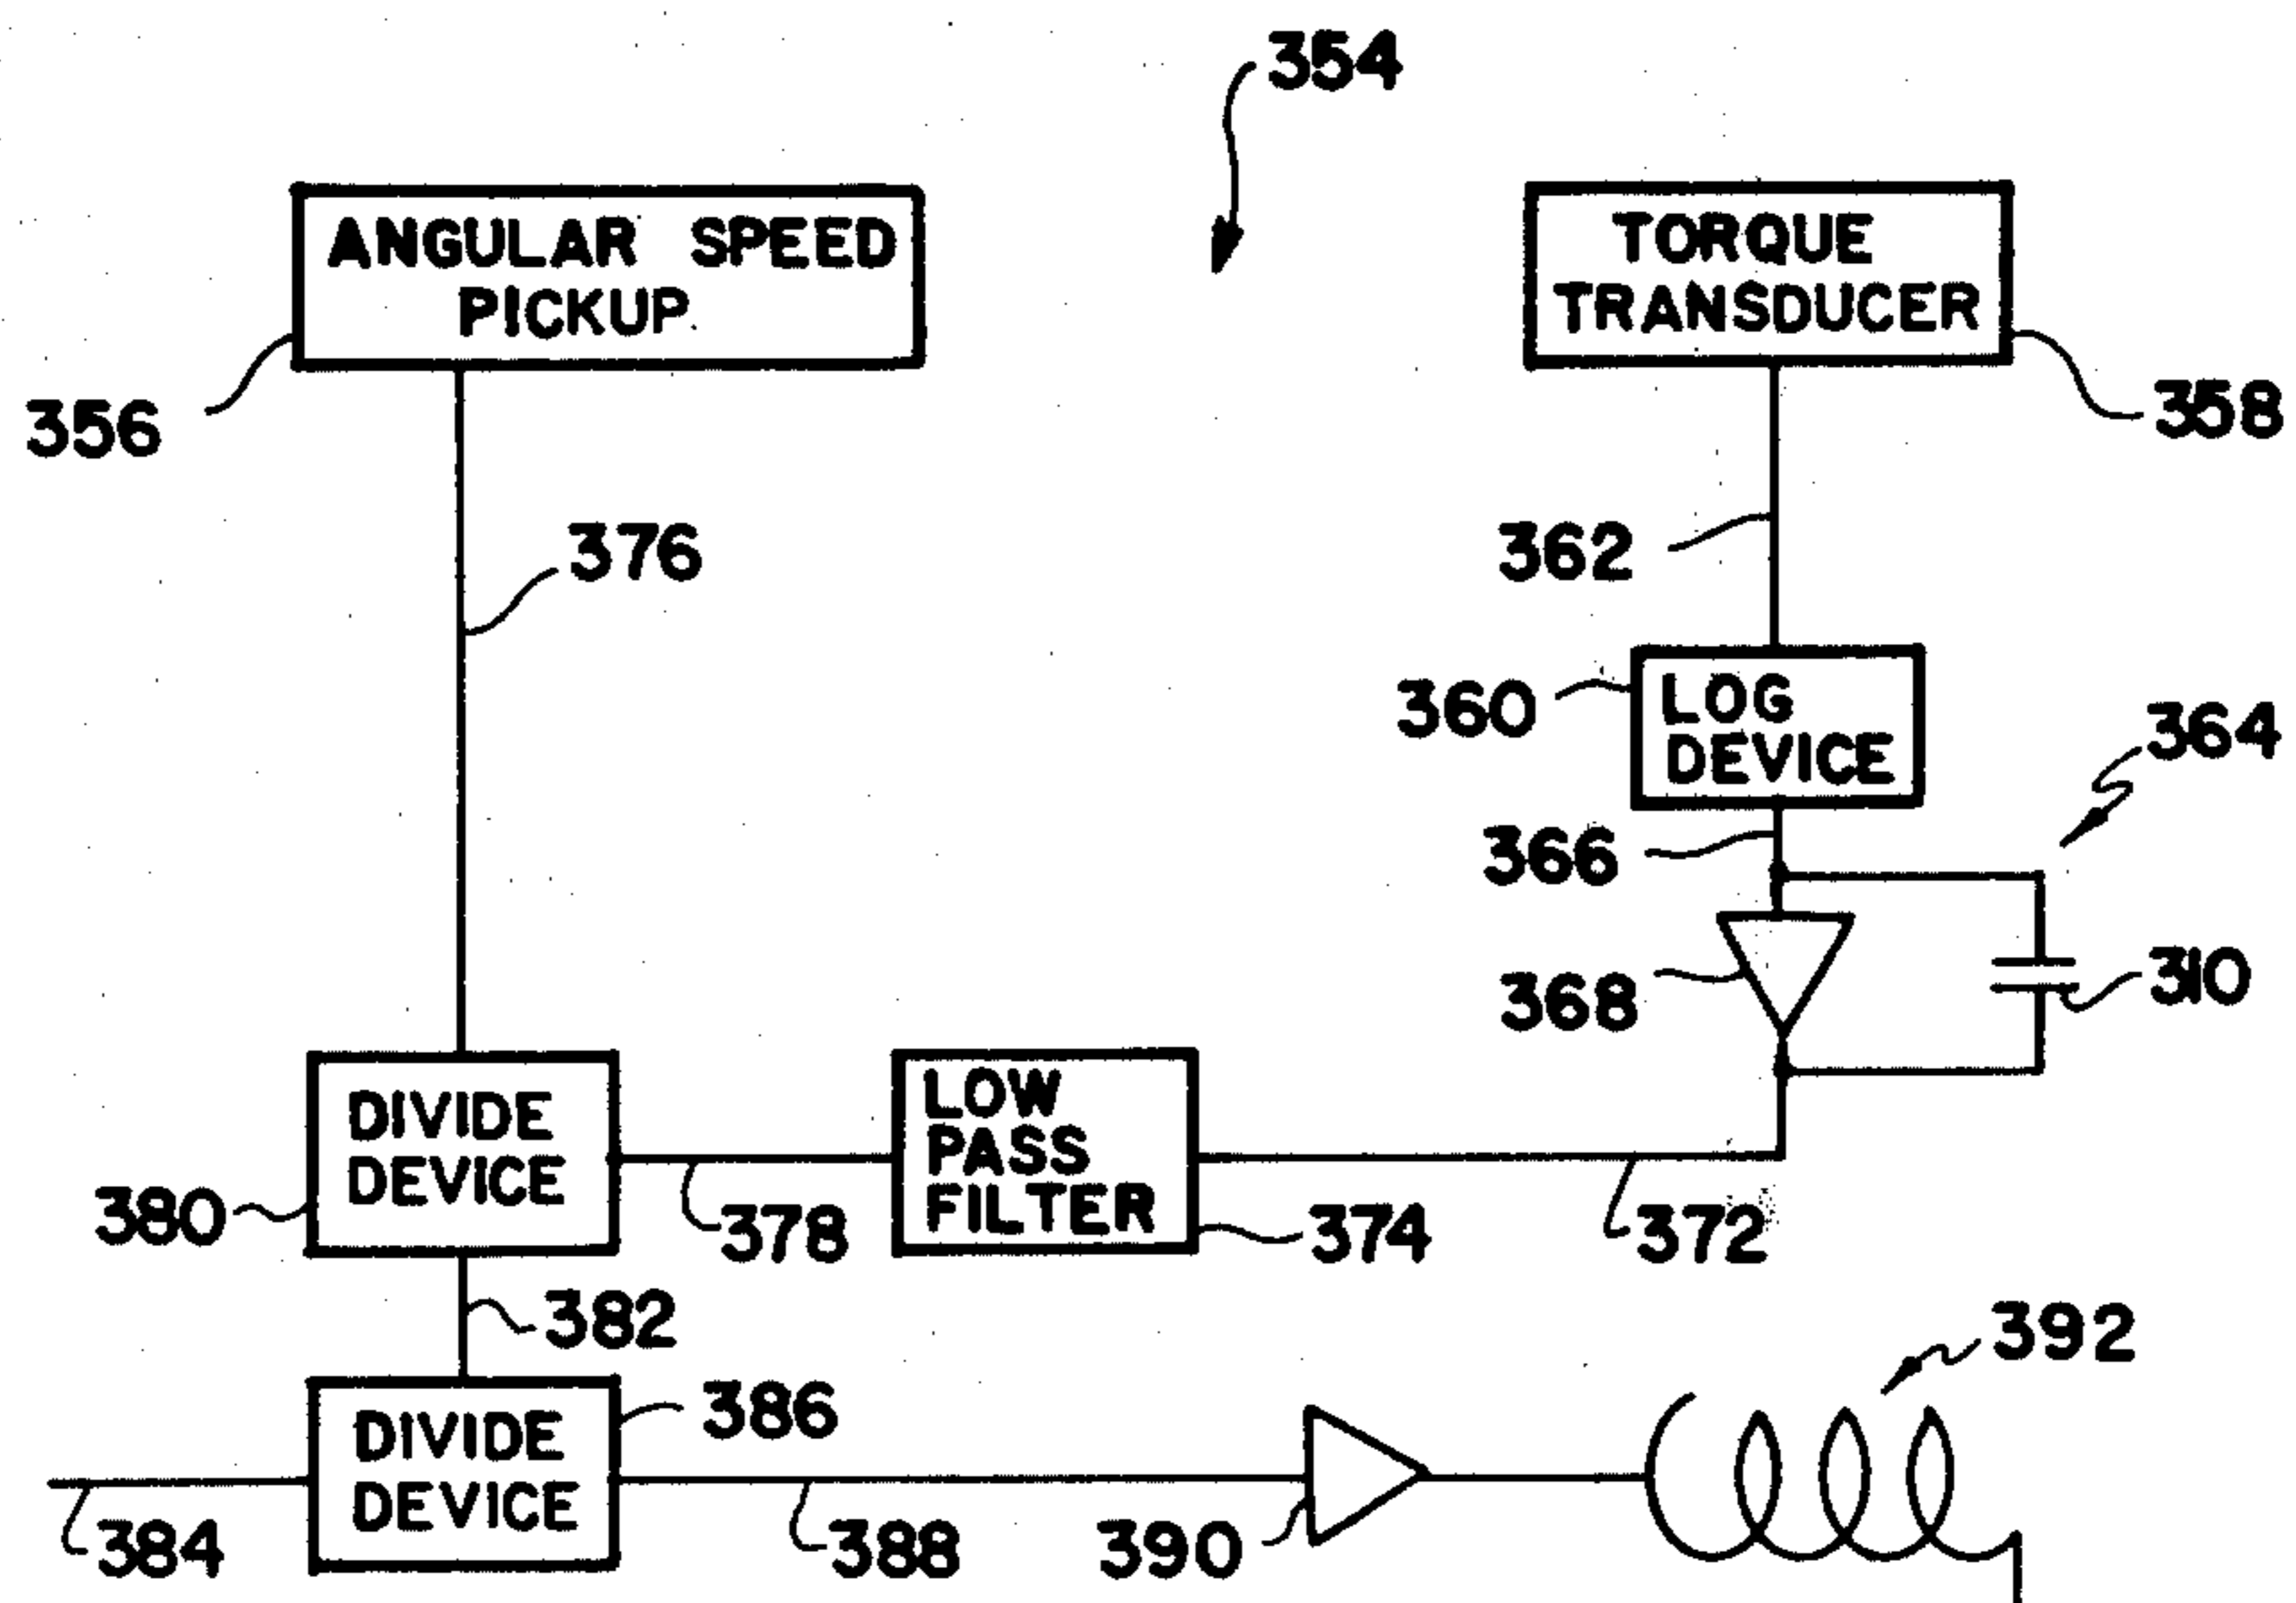 354
ANGULAR SPEED
PICKUP
TORQUE
TRANSDUCER
356
358
376
362
360
LOG
DEVICE
364
366
368
310
DIVIDE
DEVICE
LOW
PASS
FILTER
380
378
374
372
382
392
386
DIVIDE
DEVICE
384
388
390